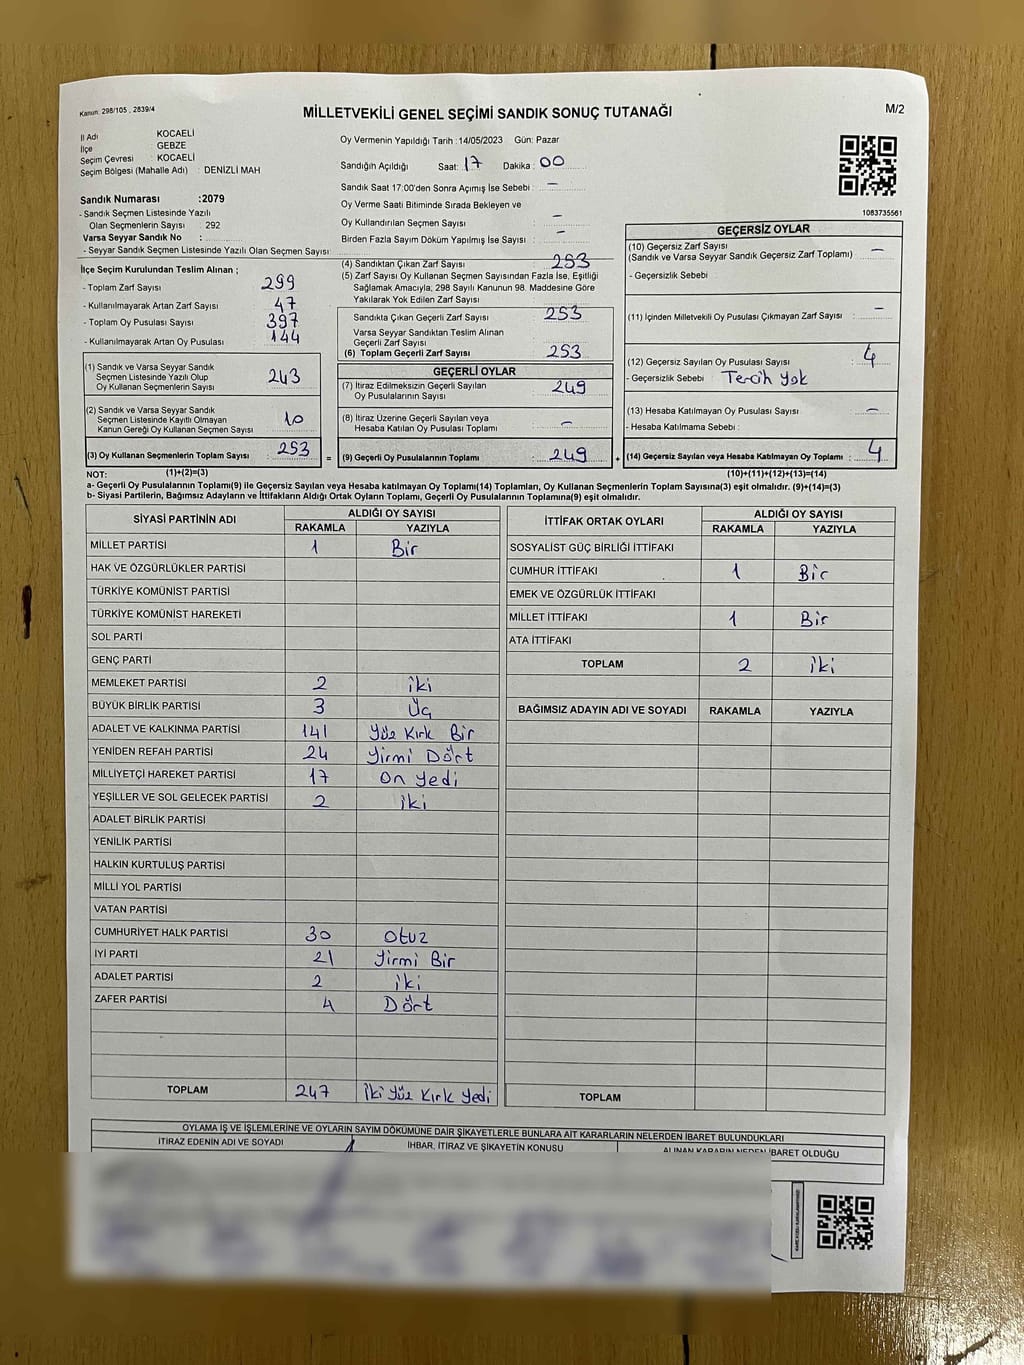 Kanun: 298/105 , 2839/4
MİLLETVEKİLİ GENEL SEÇİMİ SANDIK SONUÇ TUTANAĞI
M/2
İl Adı KOCAELİ
İlçe GEBZE
Seçim Çevresi : KOCAELİ
Seçim Bölgesi (Mahalle Adı) : DENİZLİ MAH
Sandık Numarası :2079
- Sandık Seçmen Listesinde Yazılı
Olan Seçmenlerin Sayısı : 292
Varsa Seyyar Sandık No :
- Seyyar Sandık Seçmen Listesinde Yazılı Olan Seçmen Sayısı:
Oy Vermenin Yapıldığı Tarih :14/05/2023 Gün: Pazar
Sandığın Açıldığı Saat: 17 Dakika : 00
Sandık Saat 17:00'den Sonra Açımış İse Sebebi : –
Oy Verme Saati Bitiminde Sırada Bekleyen ve
Oy Kullandırılan Seçmen Sayısı : –
Birden Fazla Sayım Döküm Yapılmış İse Sayısı : –
1083735561
İlçe Seçim Kurulundan Teslim Alınan ;
- Toplam Zarf Sayısı : 299
- Kullanılmayarak Artan Zarf Sayısı : 47
- Toplam Oy Pusulası Sayısı : 397
- Kullanılmayarak Artan Oy Pusulası : 144
(1) Sandık ve Varsa Seyyar Sandık
Seçmen Listesinde Yazılı Olup
Oy Kullanan Seçmenlerin Sayısı : 243
(2) Sandık ve Varsa Seyyar Sandık
Seçmen Listesinde Kayıtlı Olmayan
Kanun Gereği Oy Kullanan Seçmen Sayısı : 10
(3) Oy Kullanan Seçmenlerin Toplam Sayısı : 253
(4) Sandıktan Çıkan Zarf Sayısı : 253
(5) Zarf Sayısı Oy Kullanan Seçmen Sayısından Fazla İse, Eşitliği
Sağlamak Amacıyla; 298 Sayılı Kanunun 98. Maddesine Göre
Yakılarak Yok Edilen Zarf Sayısı :
Sandıkta Çıkan Geçerli Zarf Sayısı : 253
Varsa Seyyar Sandıktan Teslim Alınan
Geçerli Zarf Sayısı :
(6) Toplam Geçerli Zarf Sayısı : 253
GEÇERLİ OYLAR
(7) İtiraz Edilmeksizin Geçerli Sayılan
Oy Pusulalarının Sayısı : 249
(8) İtiraz Üzerine Geçerli Sayılan veya
Hesaba Katılan Oy Pusulası Toplamı : –
= (9) Geçerli Oy Pusulalarının Toplamı : 249
GEÇERSİZ OYLAR
(10) Geçersiz Zarf Sayısı
(Sandık ve Varsa Seyyar Sandık Geçersiz Zarf Toplamı) : –
- Geçersizlik Sebebi :
(11) İçinden Milletvekili Oy Pusulası Çıkmayan Zarf Sayısı : –
(12) Geçersiz Sayılan Oy Pusulası Sayısı : 4
- Geçersizlik Sebebi : Tercih Yok
(13) Hesaba Katılmayan Oy Pusulası Sayısı : –
- Hesaba Katılmama Sebebi :
+ (14) Geçersiz Sayılan veya Hesaba Katılmayan Oy Toplamı : 4
NOT: (1)+(2)=(3) (10)+(11)+(12)+(13)=(14)
a- Geçerli Oy Pusulalarının Toplamı(9) ile Geçersiz Sayılan veya Hesaba Katılmayan Oy Toplamı(14) Toplamları, Oy Kullanan Seçmenlerin Toplam Sayısına(3) eşit olmalıdır. (9)+(14)=(3)
b- Siyasi Partilerin, Bağımsız Adayların ve İttifakların Aldığı Ortak Oyların Toplamı, Geçerli Oy Pusulalarının Toplamına(9) eşit olmalıdır.
SİYASİ PARTİNİN ADI ALDIĞI OY SAYISI
RAKAMLA YAZIYLA
MİLLET PARTİSİ 1 Bir
HAK VE ÖZGÜRLÜKLER PARTİSİ
TÜRKİYE KOMÜNİST PARTİSİ
TÜRKİYE KOMÜNİST HAREKETİ
SOL PARTİ
GENÇ PARTİ
MEMLEKET PARTİSİ 2 iki
BÜYÜK BİRLİK PARTİSİ 3 Üç
ADALET VE KALKINMA PARTİSİ 141 Yüz Kırk Bir
YENİDEN REFAH PARTİSİ 24 Yirmi Dört
MİLLİYETÇİ HAREKET PARTİSİ 17 On Yedi
YEŞİLLER VE SOL GELECEK PARTİSİ 2 iki
ADALET BİRLİK PARTİSİ
YENİLİK PARTİSİ
HALKIN KURTULUŞ PARTİSİ
MİLLİ YOL PARTİSİ
VATAN PARTİSİ
CUMHURİYET HALK PARTİSİ 30 Otuz
İYİ PARTİ 21 Yirmi Bir
ADALET PARTİSİ 2 iki
ZAFER PARTİSİ 4 Dört
TOPLAM 247 İki Yüz Kırk Yedi
İTTİFAK ORTAK OYLARI ALDIĞI OY SAYISI
RAKAMLA YAZIYLA
SOSYALİST GÜÇ BİRLİĞİ İTTİFAKI
CUMHUR İTTİFAKI 1 Bir
EMEK VE ÖZGÜRLÜK İTTİFAKI
MİLLET İTTİFAKI 1 Bir
ATA İTTİFAKI
TOPLAM 2 iki
BAĞIMSIZ ADAYIN ADI VE SOYADI RAKAMLA YAZIYLA
TOPLAM
OYLAMA İŞ VE İŞLEMLERİNE VE OYLARIN SAYIM DÖKÜMÜNE DAİR ŞİKAYETLERLE BUNLARA AİT KARARLARIN NELERDEN İBARET BULUNDUKLARI
İTİRAZ EDENİN ADI VE SOYADI İHBAR, İTİRAZ VE ŞİKAYETİN KONUSU ALINAN KARARIN NEDEN İBARET OLDUĞU